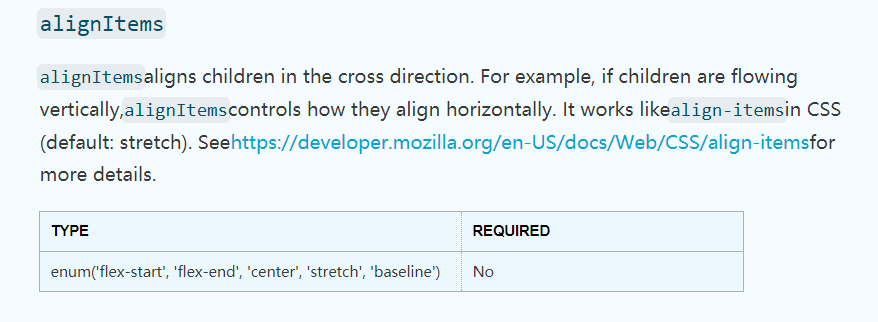 alignItems
alignItemsaligns children in the cross direction. For example, if children are flowing
vertically,alignItemscontrols how they align horizontally. It works likealign-itemsin CSS
(default: stretch). Seehttps://developer.mozilla.org/en-US/docs/Web/CSS/align-itemsfor
more details.
TYPE REQUIRED
enum('flex-start', 'flex-end', 'center', 'stretch', 'baseline') No